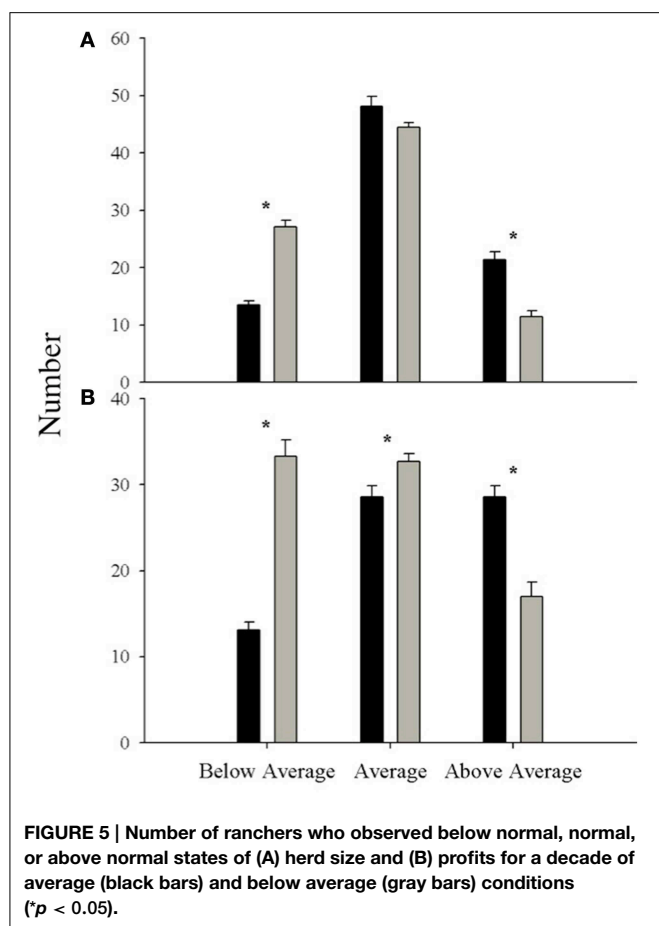 A
60
50
40
30
20
10
0
* *
Number
B
40
30
20
10
0
* * *
Below Average Average Above Average
FIGURE 5 | Number of ranchers who observed below normal, normal,
or above normal states of (A) herd size and (B) profits for a decade of
average (black bars) and below average (gray bars) conditions
(*p < 0.05).